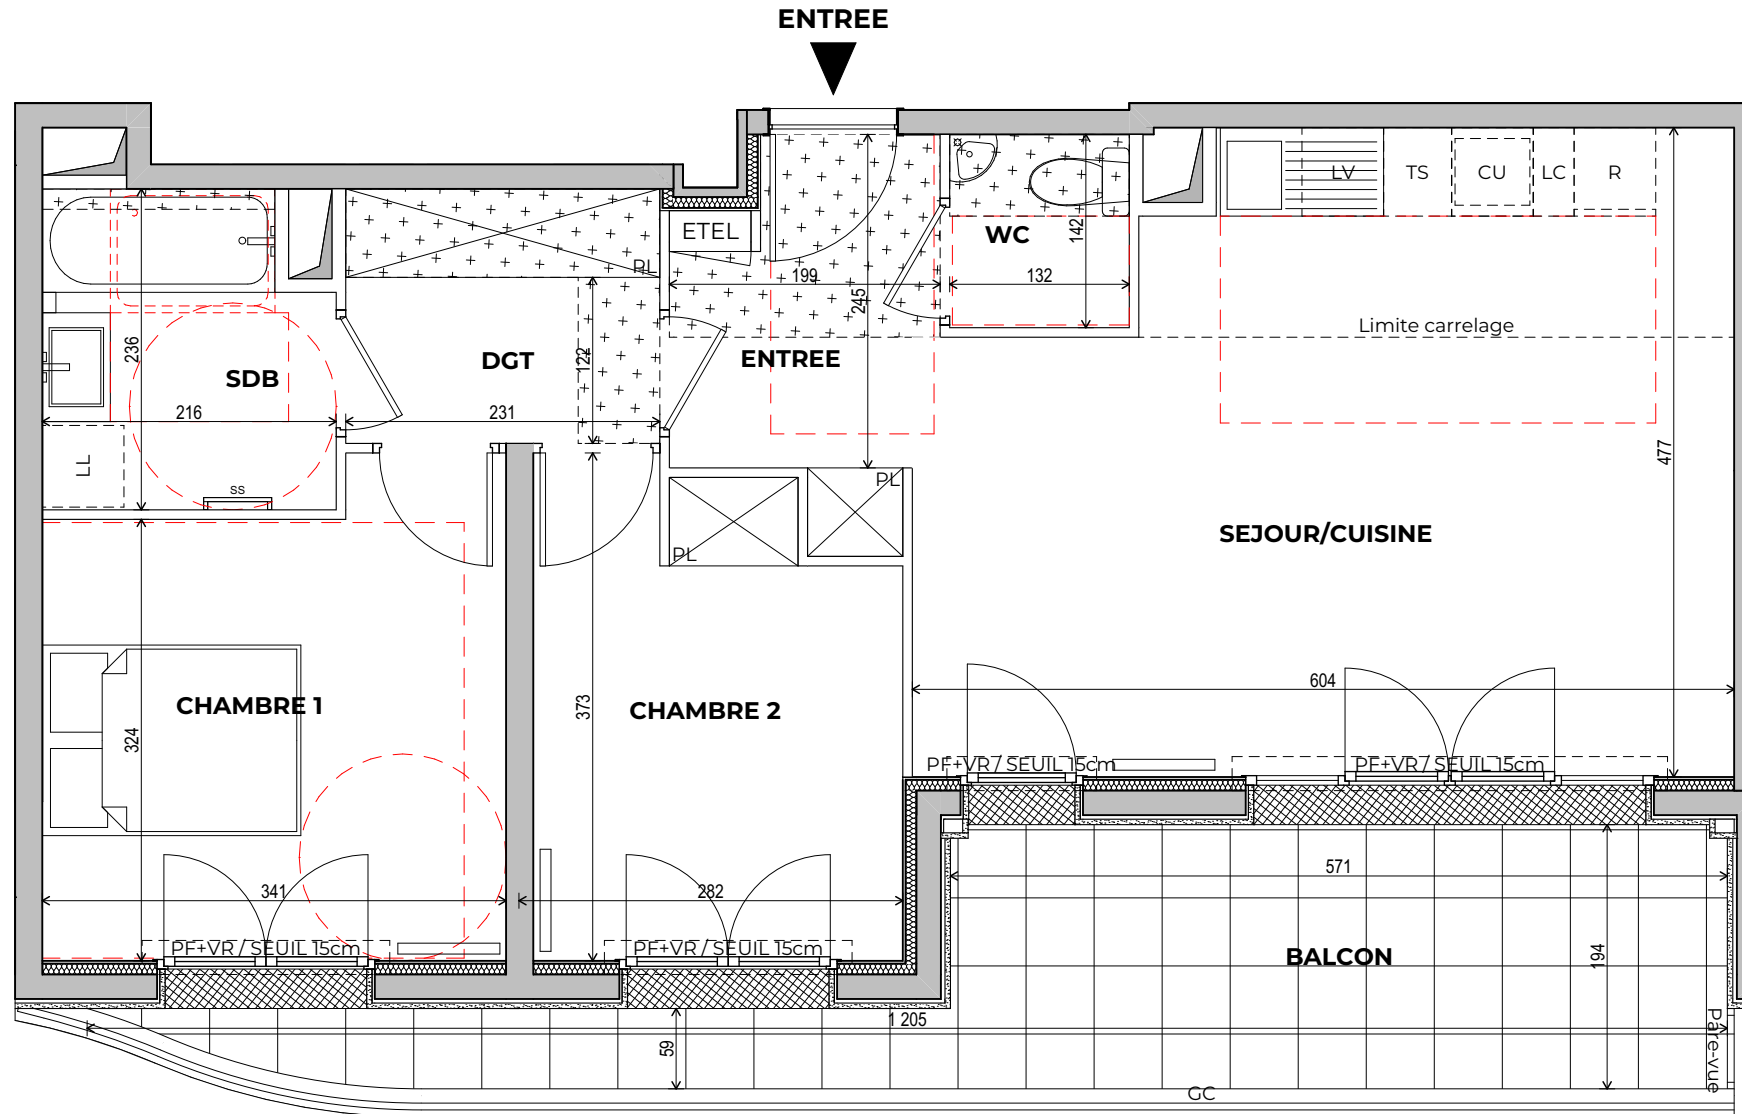 ENTREE
LV
TS
CU
LC
R
ETEL
WC
PL
199
132
142
245
Limite carrelage
236
SDB
DGT
122
ENTREE
216
231
LL
SS
477
PL
PL
SEJOUR/CUISINE
604
CHAMBRE 1
324
373
CHAMBRE 2
PF+VR / SEUIL 15cm
PF+VR / SEUIL 15cm
341
282
571
PF+VR / SEUIL 15cm
PF+VR / SEUIL 15cm
BALCON
194
1 205
59
Pare-vue
GC